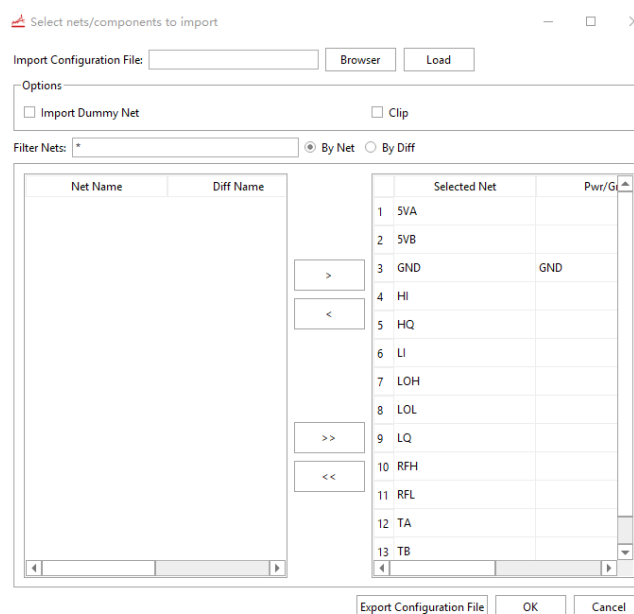 Select nets/components to import
Import Configuration File:
Browser
Load
Options
Import Dummy Net
Clip
Filter Nets: *
By Net
By Diff
Net Name Diff Name
>
<
>>
<<
Selected Net Pwr/G
1 5VA
2 5VB
3 GND GND
4 HI
5 HQ
6 LI
7 LOH
8 LOL
9 LQ
10 RFH
11 RFL
12 TA
13 TB
Export Configuration File
OK
Cancel